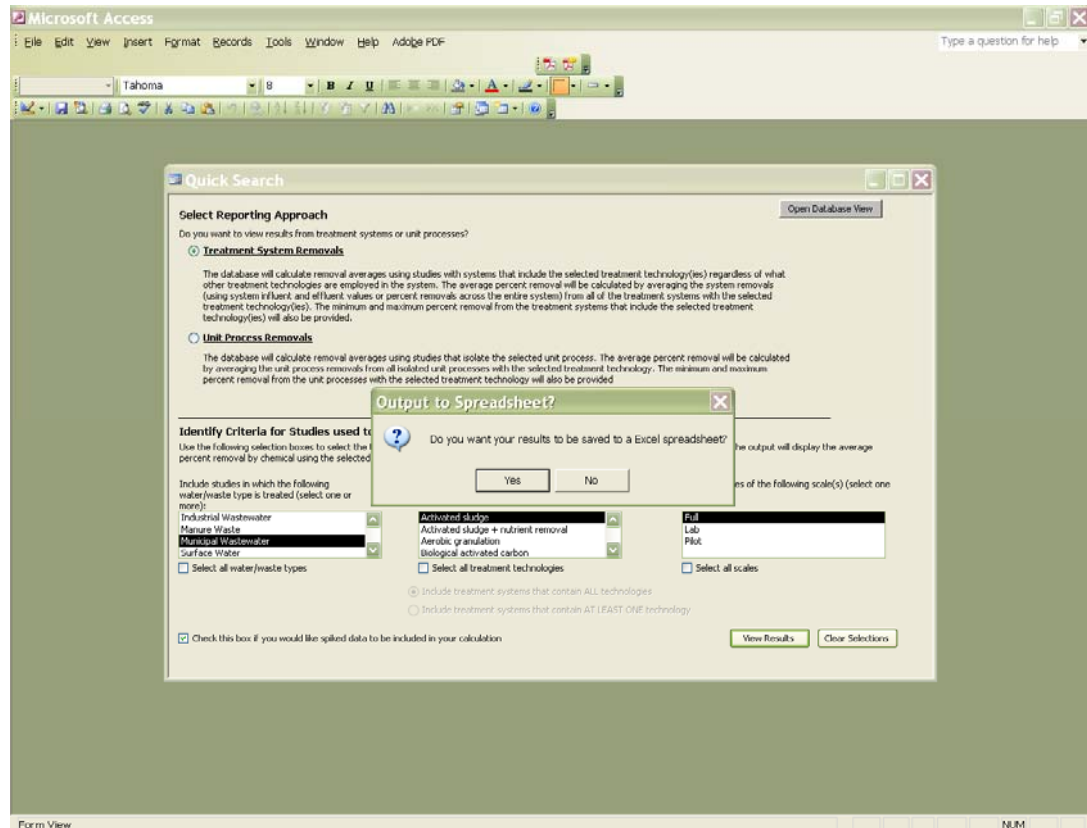 Microsoft Access
File Edit View Insert Format Records Tools Window Help Adobe PDF
Type a question for help
Tahoma 8 B I U
Quick Search
Open Database View
Select Reporting Approach
Do you want to view results from treatment systems or unit processes?
Treatment System Removals
The database will calculate removal averages using studies with systems that include the selected treatment technology(ies) regardless of what
other treatment technologies are employed in the system. The average percent removal will be calculated by averaging the system removals
(using system influent and effluent values or percent removals across the entire system) from all of the treatment systems with the selected
treatment technology(ies). The minimum and maximum percent removal from the treatment systems that include the selected treatment
technology(ies) will also be provided.
Unit Process Removals
The database will calculate removal averages using studies that isolate the selected unit process. The average percent removal will be calculated
by averaging the unit process removals from all isolated unit processes with the selected treatment technology. The minimum and maximum
percent removal from the unit processes with the selected treatment technology will also be provided
Output to Spreadsheet?
Do you want your results to be saved to a Excel spreadsheet?
Yes No
Identify Criteria for Studies used to
Use the following selection boxes to select the
he output will display the average
percent removal by chemical using the selected
Include studies in which the following
water/waste type is treated (select one or
more):
es of the following scale(s) (select one
Industrial Wastewater
Manure Waste
Municipal Wastewater
Surface Water
Activated sludge
Activated sludge + nutrient removal
Aerobic granulation
Biological activated carbon
Full
Lab
Pilot
Select all water/waste types
Select all treatment technologies
Select all scales
Include treatment systems that contain ALL technologies
Include treatment systems that contain AT LEAST ONE technology
Check this box if you would like spiked data to be included in your calculation
View Results Clear Selections
Form View
NUM